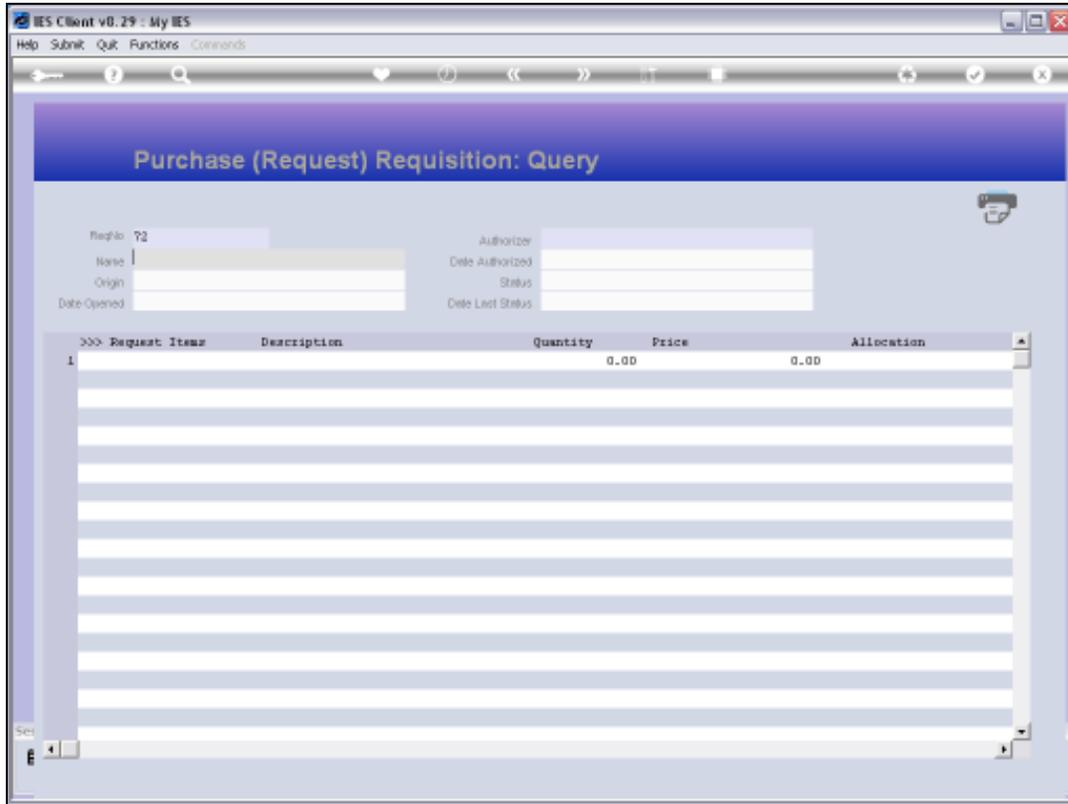 IES Client v8.29 : My IES
Help Submit Quit Functions Commands
Purchase (Request) Requisition: Query
ReqNo ?2 Authorizer
Name Date Authorized
Origin Status
Date Opened Date Last Status
>>> Request Items Description Quantity Price Allocation
1 0.00 0.00